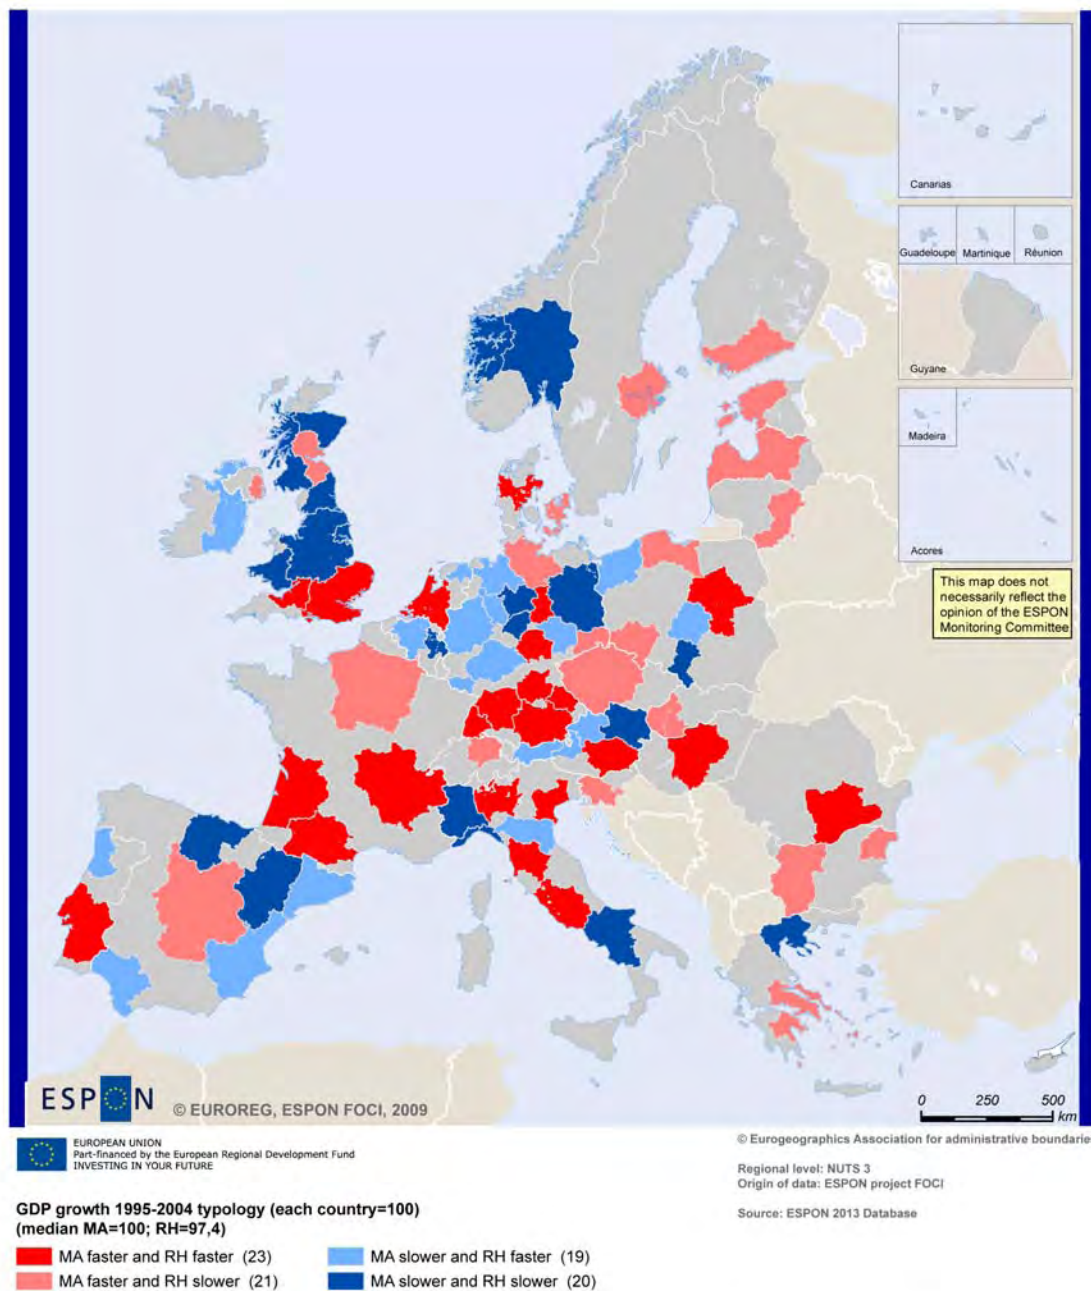 Canarias
Guadeloupe
Martinique
Réunion
Guyane
Madeira
Acores
This map does not
necessarily reflect the
opinion of the ESPON
Monitoring Committee
ESPON
© EUROREG, ESPON FOCI, 2009
0 250 500
km
EUROPEAN UNION
Part-financed by the European Regional Development Fund
INVESTING IN YOUR FUTURE
© Eurogeographics Association for administrative boundarie
Regional level: NUTS 3
Origin of data: ESPON project FOCI
Source: ESPON 2013 Database
GDP growth 1995-2004 typology (each country=100)
(median MA=100; RH=97,4)
MA faster and RH faster (23)
MA slower and RH faster (19)
MA faster and RH slower (21)
MA slower and RH slower (20)